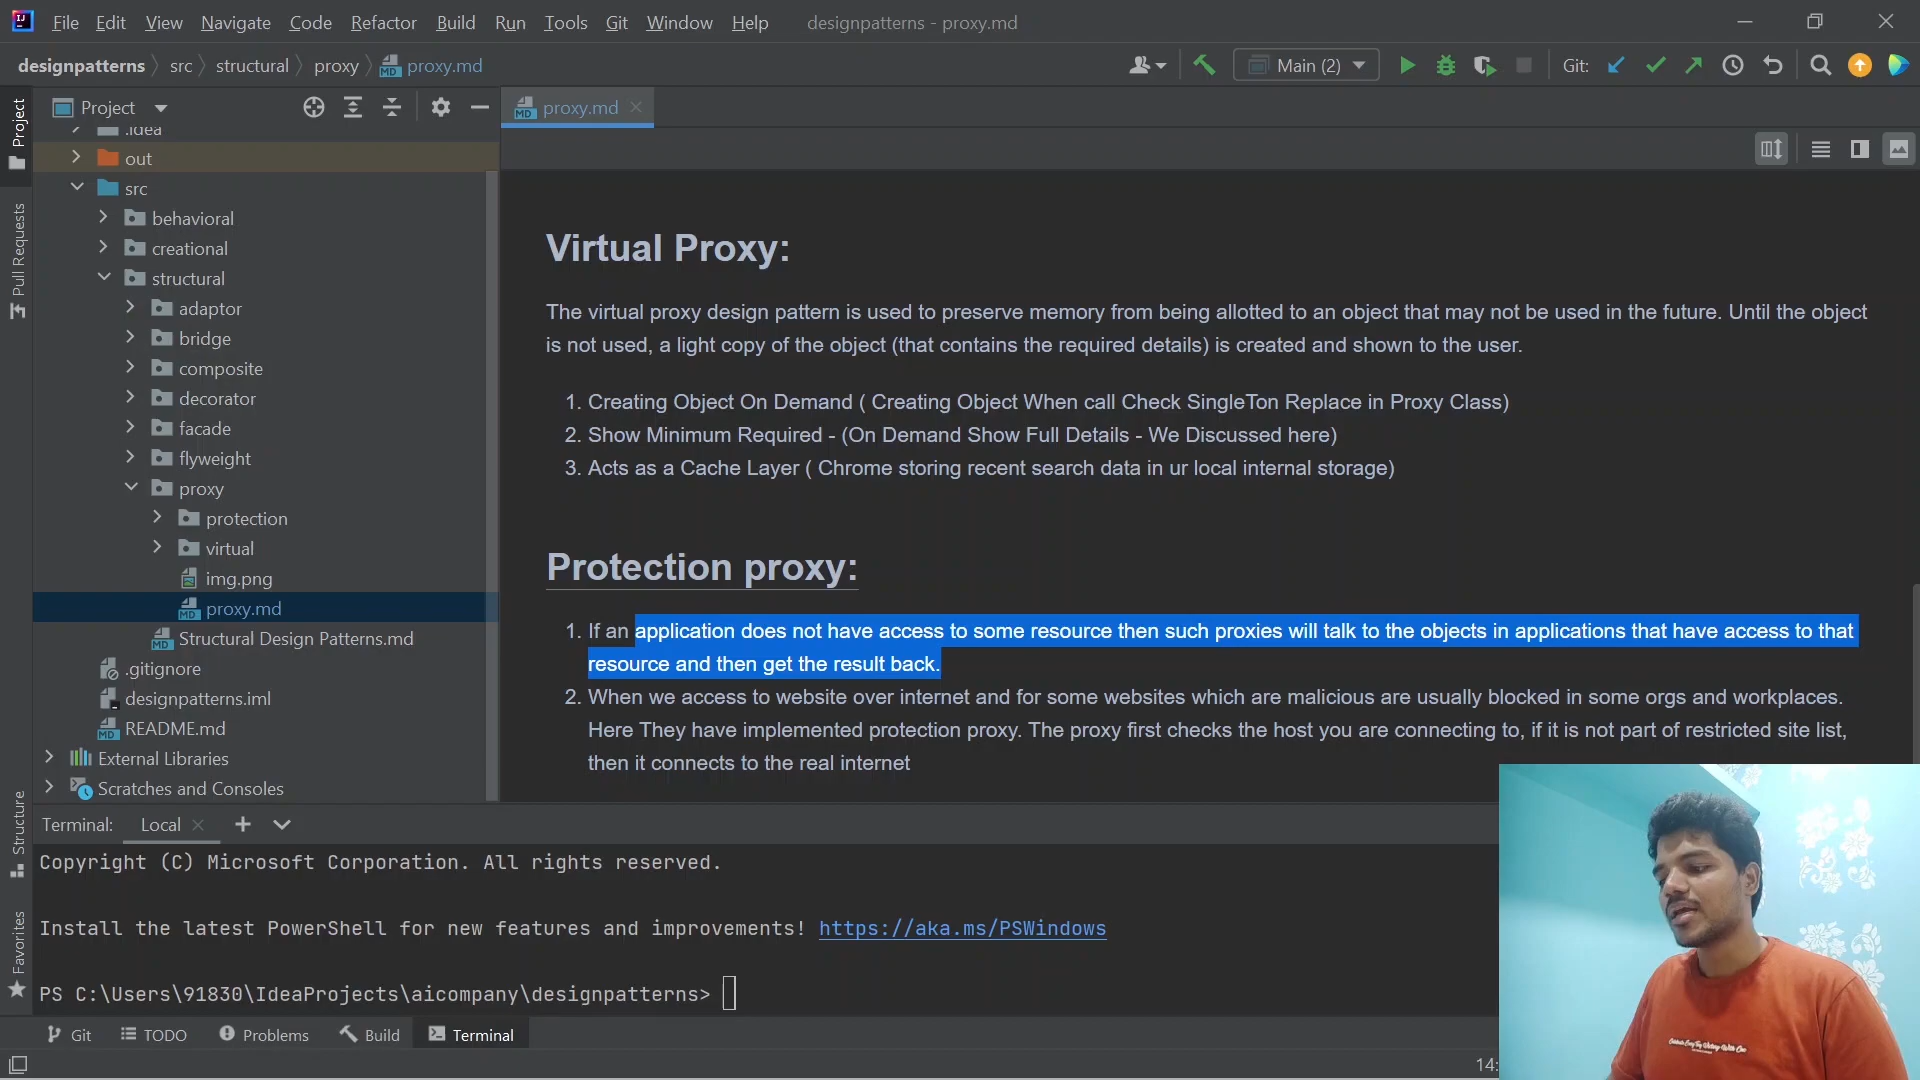 File Edit View Navigate Code Refactor Build Run Tools Git Window Help designpatterns - proxy.md
designpatterns src structural proxy proxy.md
Main (2)
Git:
Project
proxy.md
Project
Pull Requests
Structure
Favorites
.idea
out
src
behavioral
creational
structural
adaptor
bridge
composite
decorator
facade
flyweight
proxy
protection
virtual
img.png
proxy.md
Structural Design Patterns.md
.gitignore
designpatterns.iml
README.md
External Libraries
Scratches and Consoles
Virtual Proxy:
The virtual proxy design pattern is used to preserve memory from being allotted to an object that may not be used in the future. Until the object
is not used, a light copy of the object (that contains the required details) is created and shown to the user.
1. Creating Object On Demand ( Creating Object When call Check SingleTon Replace in Proxy Class)
2. Show Minimum Required - (On Demand Show Full Details - We Discussed here)
3. Acts as a Cache Layer ( Chrome storing recent search data in ur local internal storage)
Protection proxy:
1. If an application does not have access to some resource then such proxies will talk to the objects in applications that have access to that
resource and then get the result back.
2. When we access to website over internet and for some websites which are malicious are usually blocked in some orgs and workplaces.
Here They have implemented protection proxy. The proxy first checks the host you are connecting to, if it is not part of restricted site list,
then it connects to the real internet
Terminal: Local
Copyright (C) Microsoft Corporation. All rights reserved.
Install the latest PowerShell for new features and improvements! https://aka.ms/PSWindows
PS C:\Users\91830\IdeaProjects\aicompany\designpatterns>
Git TODO Problems Build Terminal
14: